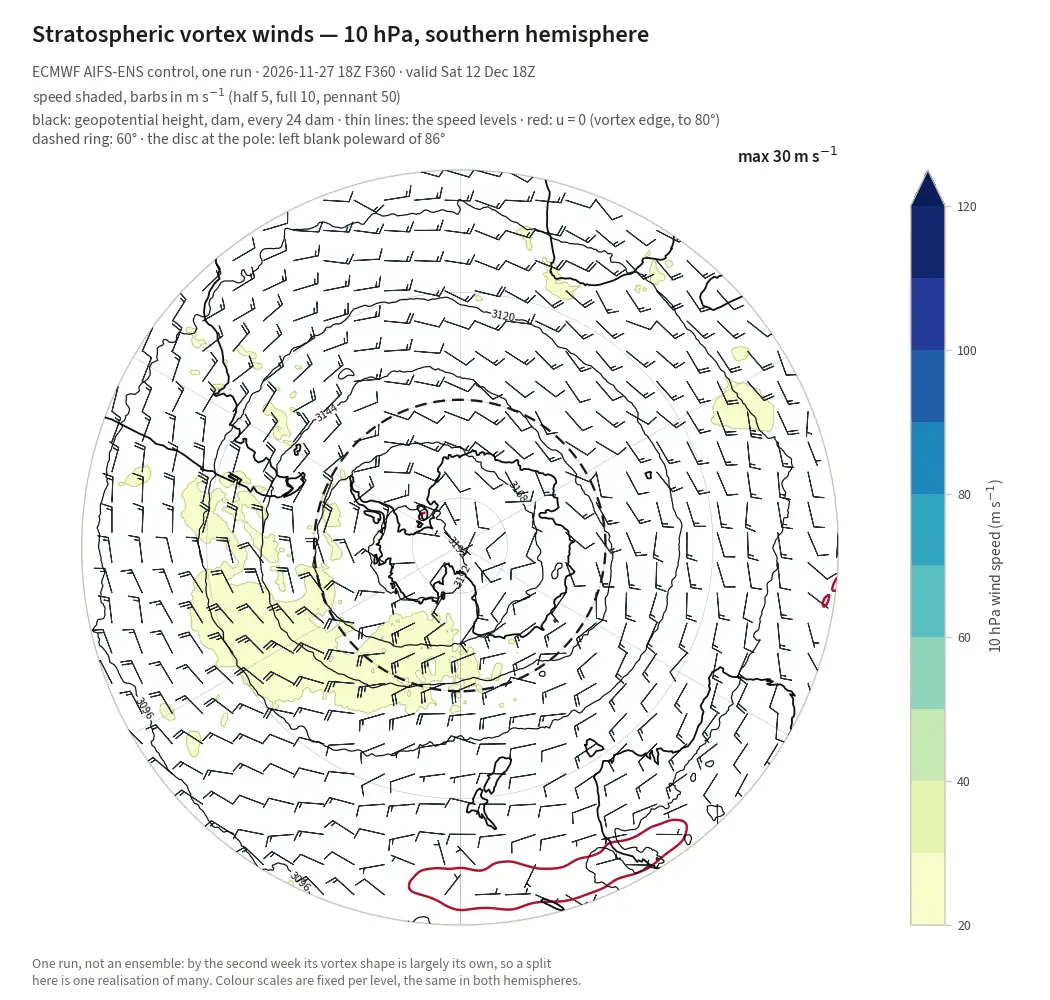 Stratospheric vortex winds — 10 hPa, southern hemisphere
ECMWF AIFS-ENS control, one run · 2026-11-27 18Z F360 · valid Sat 12 Dec 18Z
speed shaded, barbs in m s⁻¹ (half 5, full 10, pennant 50)
black: geopotential height, dam, every 24 dam · thin lines: the speed levels · red: u = 0 (vortex edge, to 80°)
dashed ring: 60° · the disc at the pole: left blank poleward of 86°
max 30 m s⁻¹
120
100
80
60
40
20
10 hPa wind speed (m s⁻¹)
3120
3144
3168
3096
3096
One run, not an ensemble: by the second week its vortex shape is largely its own, so a split
here is one realisation of many. Colour scales are fixed per level, the same in both hemispheres.